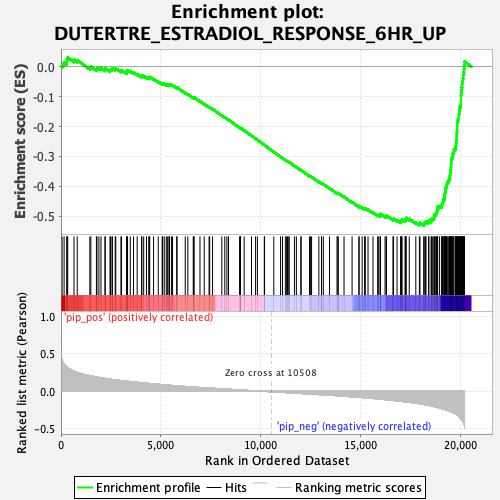 Enrichment plot:
DUTERTRE_ESTRADIOL_RESPONSE_6HR_UP
Enrichment score (ES)
0.0
-0.1
-0.2
-0.3
-0.4
-0.5
Ranked list metric (Pearson)
1.0
0.5
0.0
-0.5
'pip_pos' (positively correlated)
Zero cross at 10508
'pip_neg' (negatively correlated)
0
5,000
10,000
15,000
20,000
Rank in Ordered Dataset
Enrichment profile
Hits
Ranking metric scores